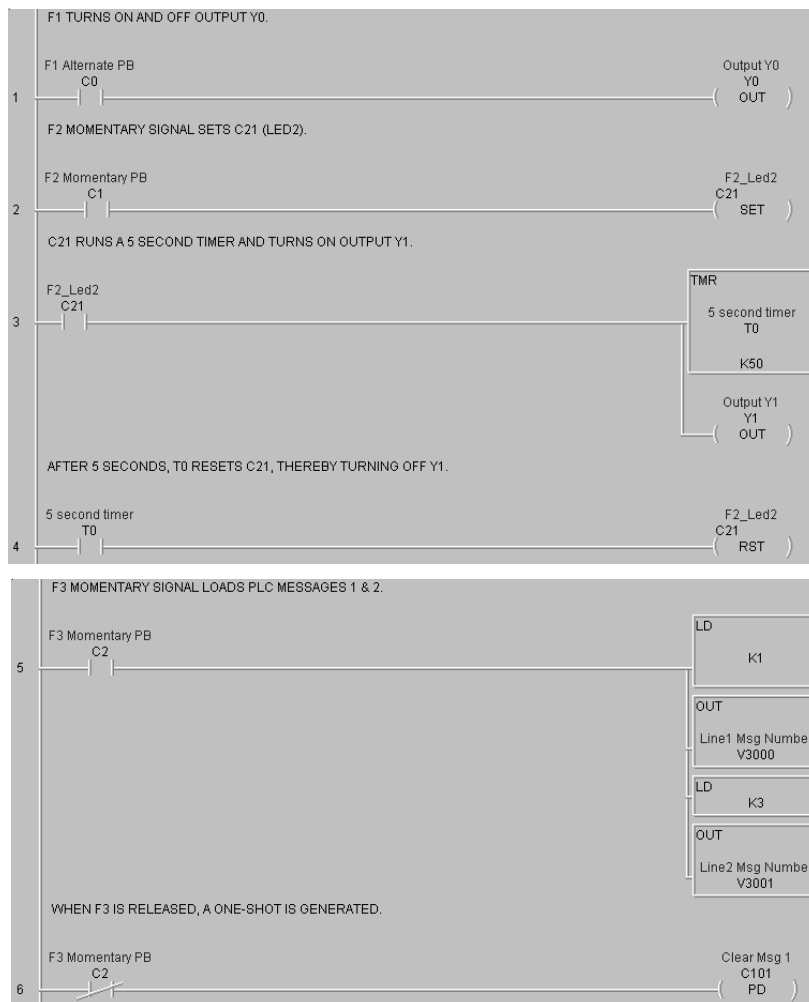 F1 TURNS ON AND OFF OUTPUT Y0.
F1 Alternate PB
C0
Output Y0
Y0
1
OUT
F2 MOMENTARY SIGNAL SETS C21 (LED2).
F2 Momentary PB
C1
F2_Led2
C21
2
SET
C21 RUNS A 5 SECOND TIMER AND TURNS ON OUTPUT Y1.
F2_Led2
C21
3
TMR
5 second timer
T0
K50
Output Y1
Y1
OUT
AFTER 5 SECONDS, T0 RESETS C21, THEREBY TURNING OFF Y1.
5 second timer
T0
F2_Led2
C21
4
RST
F3 MOMENTARY SIGNAL LOADS PLC MESSAGES 1 & 2.
F3 Momentary PB
C2
5
LD
K1
OUT
Line1 Msg Numbe
V3000
LD
K3
OUT
Line2 Msg Numbe
V3001
WHEN F3 IS RELEASED, A ONE-SHOT IS GENERATED.
F3 Momentary PB
C2
Clear Msg 1
C101
6
PD